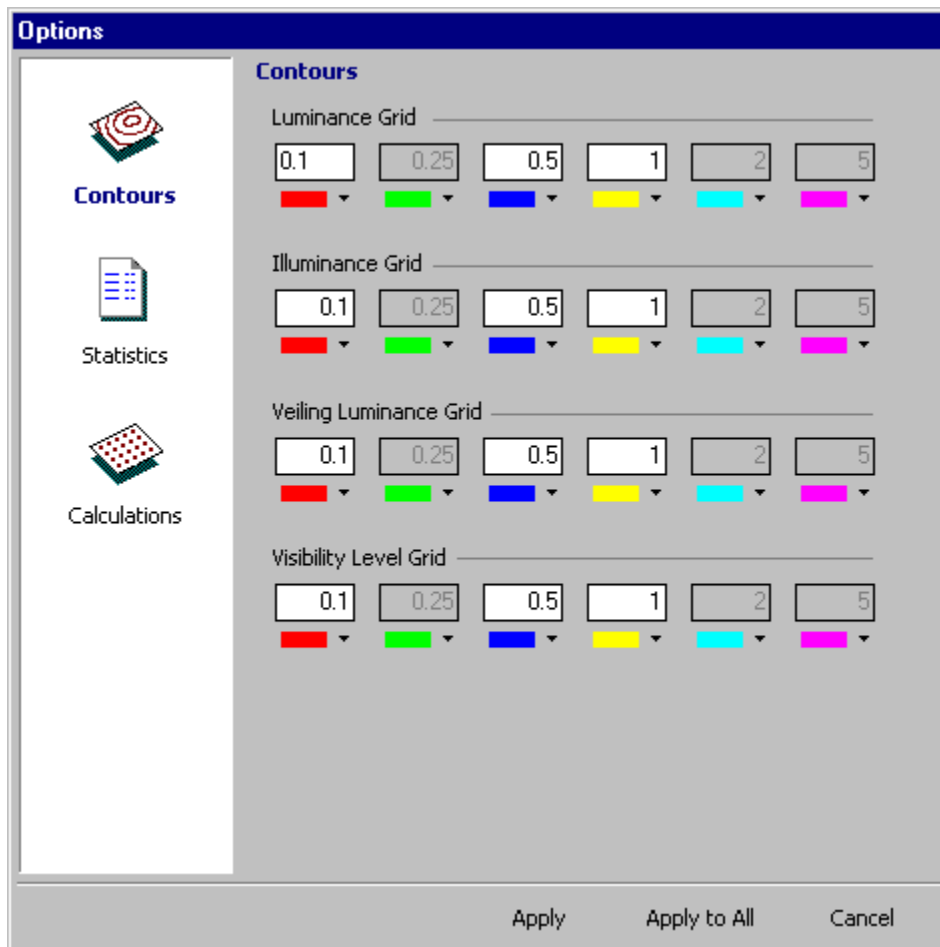 Options
Contours
Statistics
Calculations
Contours
Luminance Grid
0.1 0.25 0.5 1 2 5
Illuminance Grid
0.1 0.25 0.5 1 2 5
Veiling Luminance Grid
0.1 0.25 0.5 1 2 5
Visibility Level Grid
0.1 0.25 0.5 1 2 5
Apply Apply to All Cancel